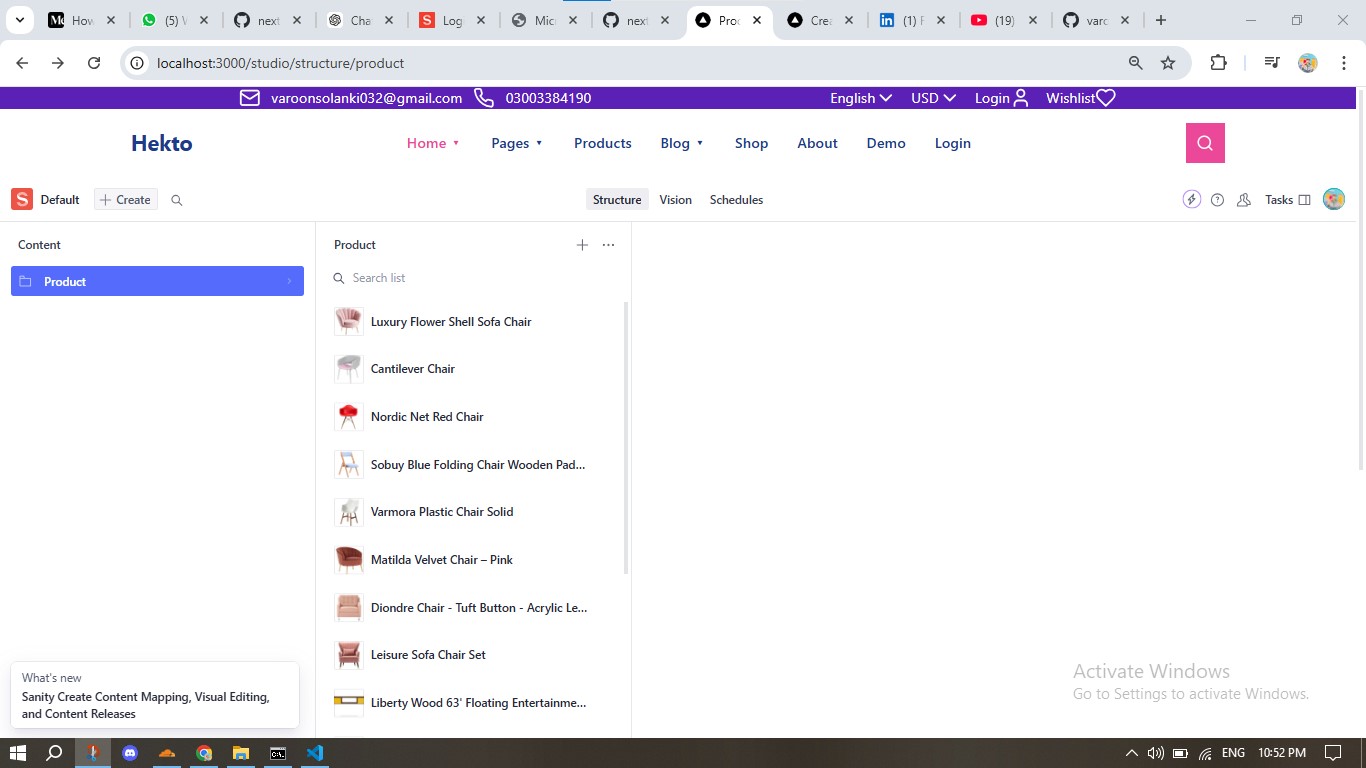 How
(5) V
next
Cha
Log
Micr
next
Proc
Crea
(1) F
(19)
varc
localhost:3000/studio/structure/product
varoonsolanki032@gmail.com 03003384190 English USD Login Wishlist
Hekto Home Pages Products Blog Shop About Demo Login
S Default Create Structure Vision Schedules Tasks
Content
Product
Product
Search list
Luxury Flower Shell Sofa Chair
Cantilever Chair
Nordic Net Red Chair
Sobuy Blue Folding Chair Wooden Pad...
Varmora Plastic Chair Solid
Matilda Velvet Chair – Pink
Diondre Chair - Tuft Button - Acrylic Le...
Leisure Sofa Chair Set
Liberty Wood 63' Floating Entertainme...
What's new
Sanity Create Content Mapping, Visual Editing,
and Content Releases
Activate Windows
Go to Settings to activate Windows.
ENG 10:52 PM